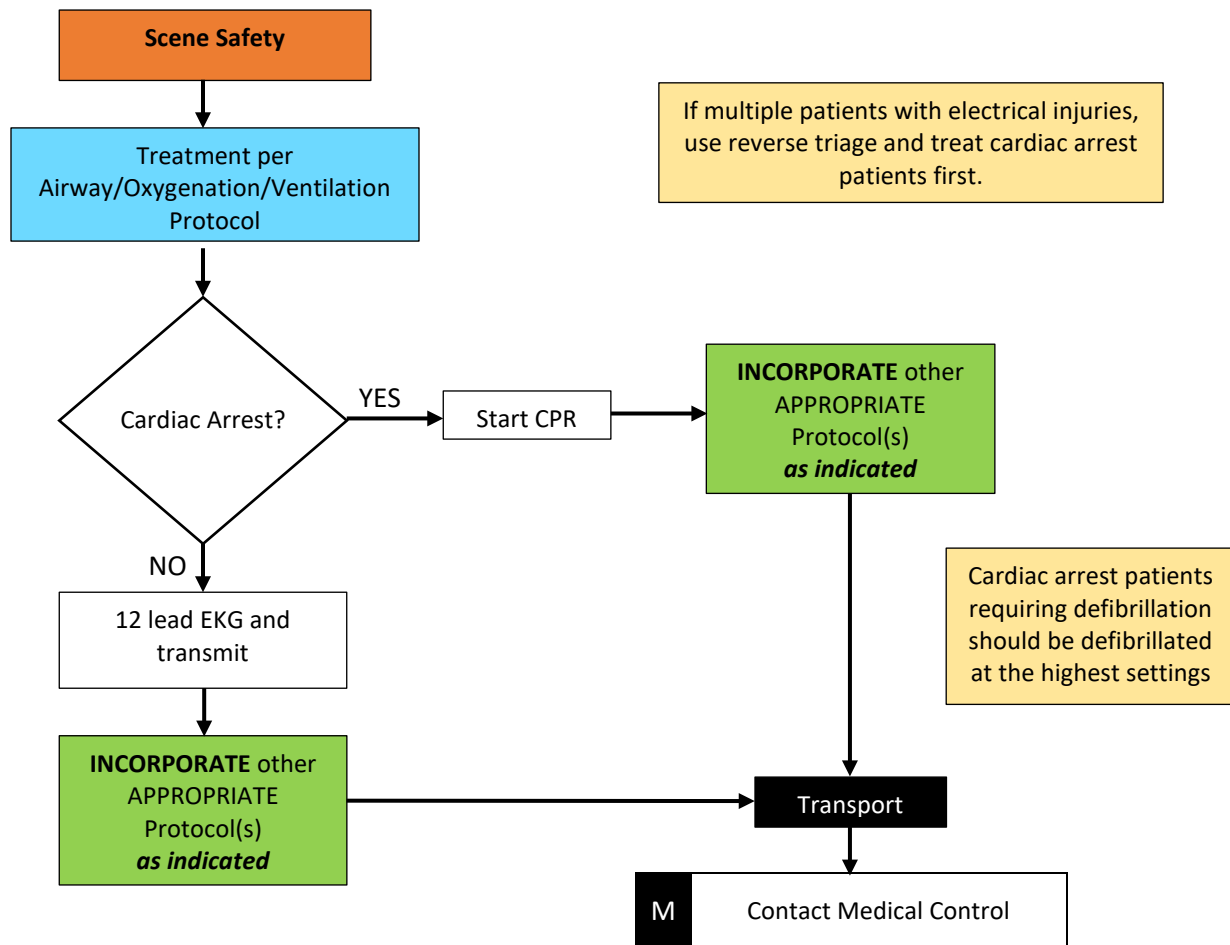 Scene Safety
If multiple patients with electrical injuries,
use reverse triage and treat cardiac arrest
patients first.
Treatment per
Airway/Oxygenation/Ventilation
Protocol
Cardiac Arrest?
YES
Start CPR
INCORPORATE other
APPROPRIATE
Protocol(s)
as indicated
NO
12 lead EKG and
transmit
Cardiac arrest patients
requiring defibrillation
should be defibrillated
at the highest settings
INCORPORATE other
APPROPRIATE
Protocol(s)
as indicated
Transport
M Contact Medical Control